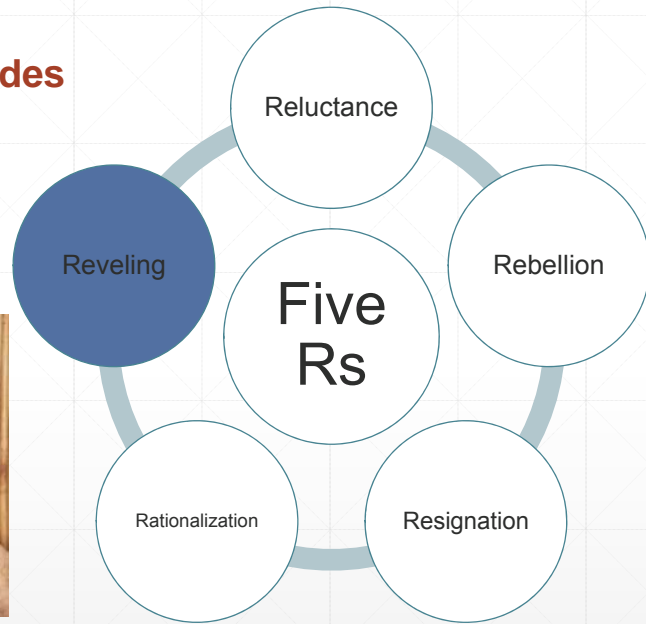 des
Reluctance
Reveling
Rebellion
Five
Rs
Rationalization
Resignation